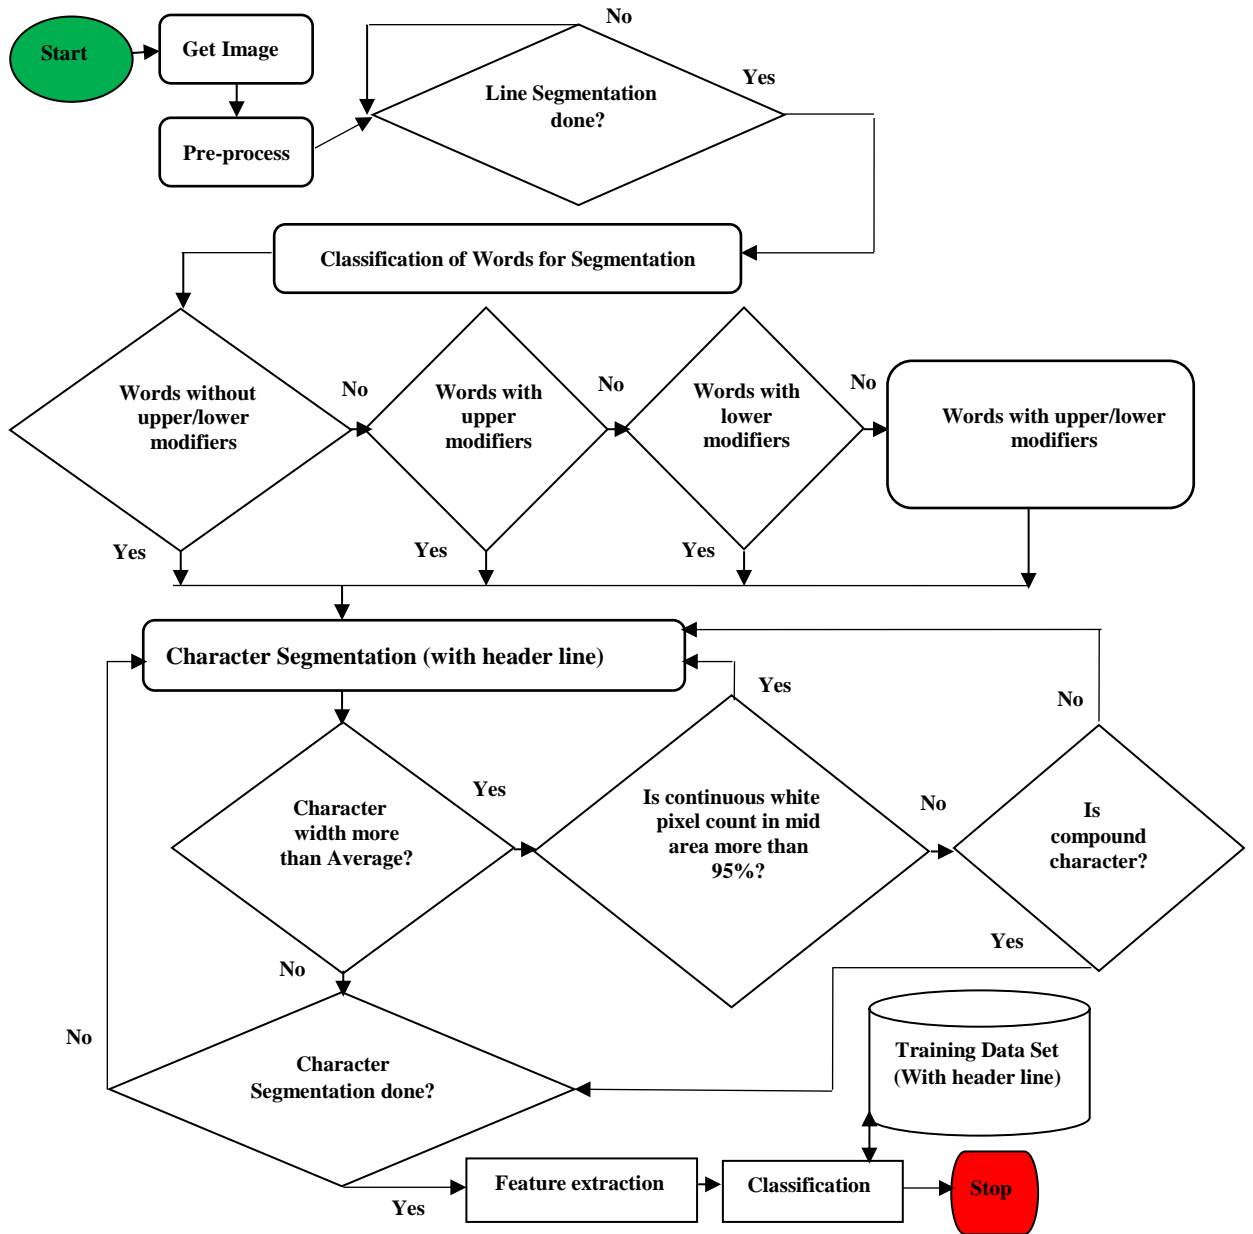 No
Start
Get Image
Yes
Line Segmentation
done?
Pre-process
Classification of Words for Segmentation
Words without
upper/lower
modifiers
No
Words with
upper
modifiers
No
Words with
lower
modifiers
No
Words with upper/lower
modifiers
Yes
Yes
Yes
Character Segmentation (with header line)
Yes
No
Character
width more
than Average?
Yes
Is continuous white
pixel count in mid
area more than
95%?
No
Is
compound
character?
Yes
No
No
Character
Segmentation done?
Training Data Set
(With header line)
Yes
Feature extraction
Classification
Stop